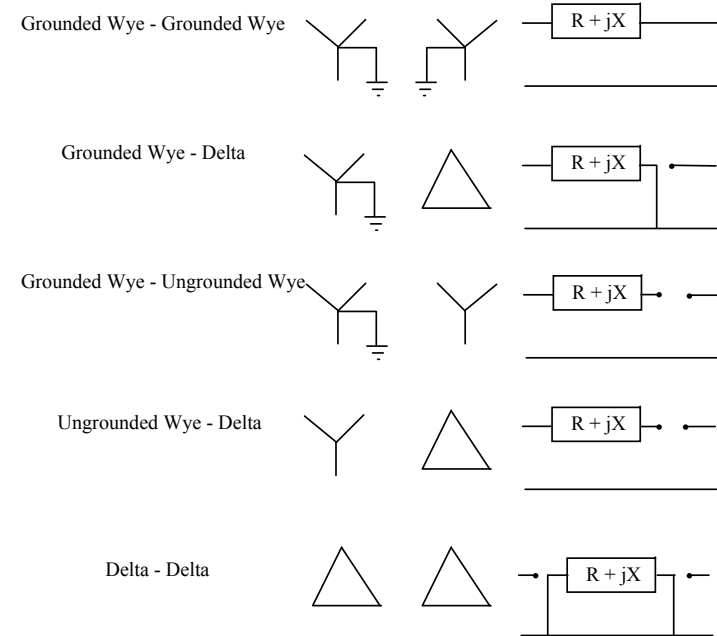 Grounded Wye - Grounded Wye
R + jX
Grounded Wye - Delta
R + jX
Grounded Wye - Ungrounded Wye
R + jX
Ungrounded Wye - Delta
R + jX
Delta - Delta
R + jX